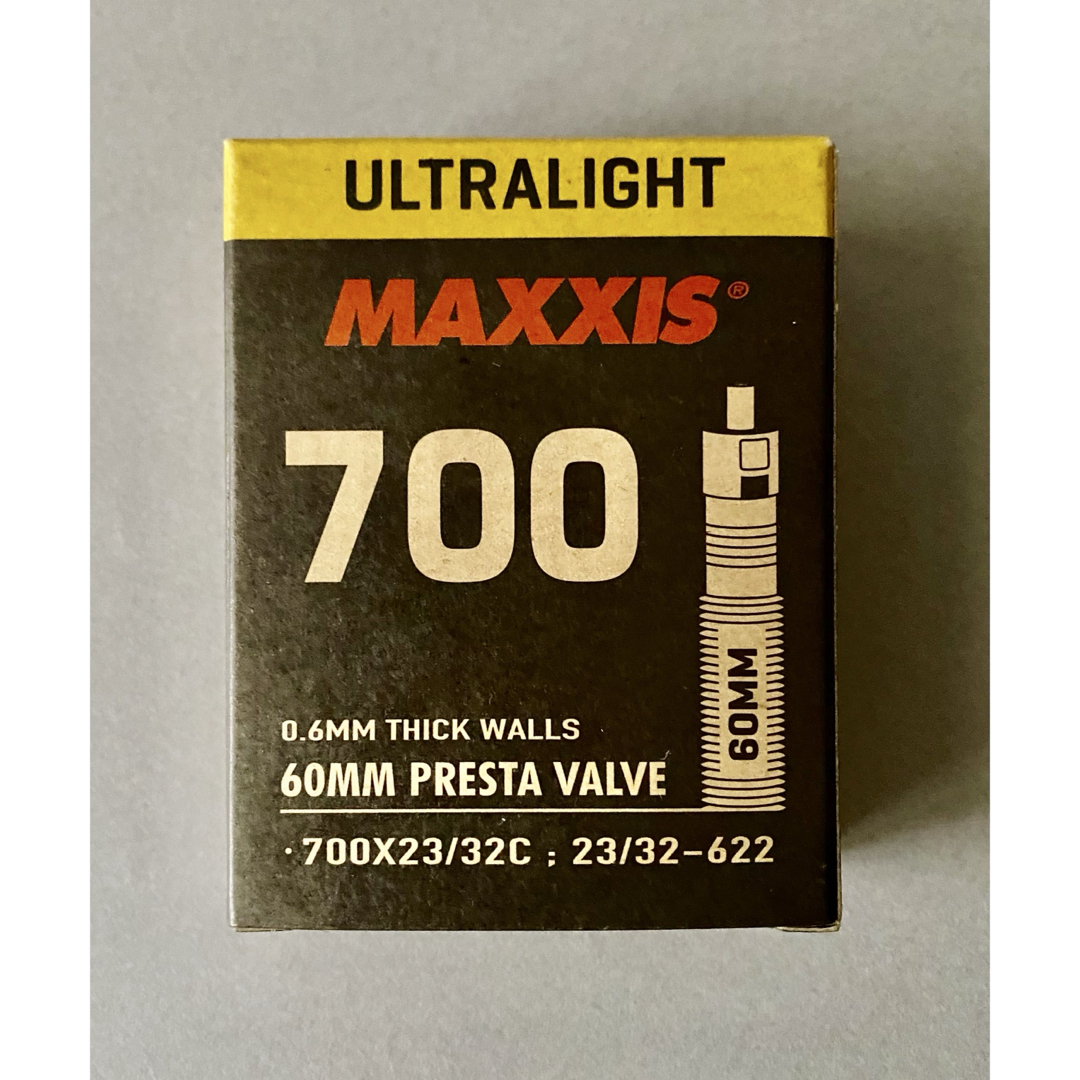 ULTRALIGHT
MAXXIS®
700
60MM
0.6MM THICK WALLS
60MM PRESTA VALVE
·700X23/32C ; 23/32-622